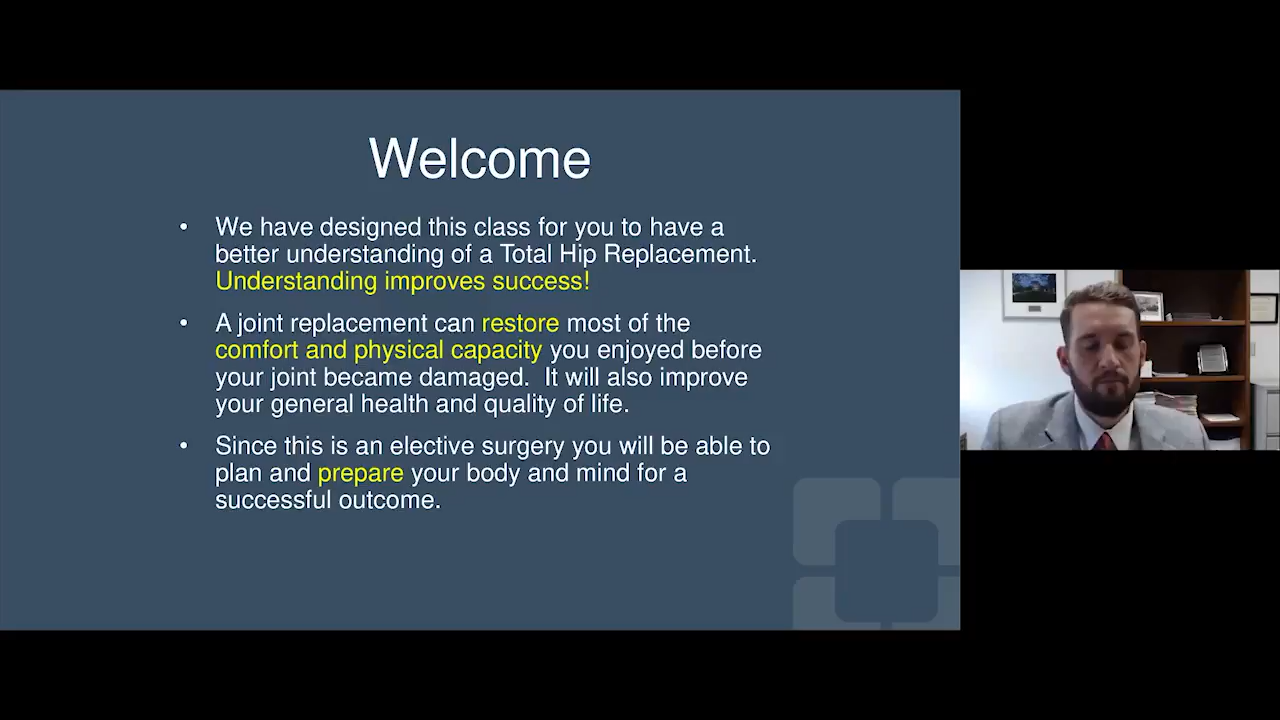 Welcome
• We have designed this class for you to have a
better understanding of a Total Hip Replacement.
Understanding improves success!
• A joint replacement can restore most of the
comfort and physical capacity you enjoyed before
your joint became damaged.  It will also improve
your general health and quality of life.
• Since this is an elective surgery you will be able to
plan and prepare your body and mind for a
successful outcome.